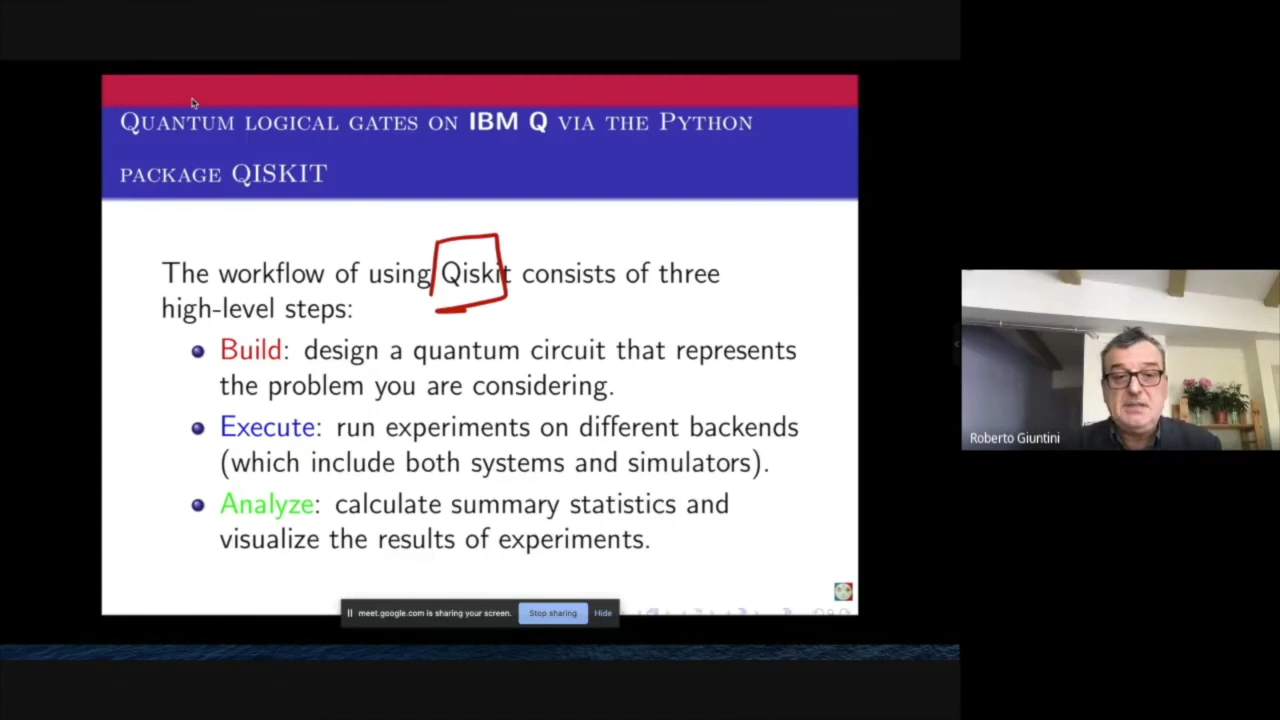 Quantum logical gates on IBM Q via the Python
package QISKIT
The workflow of using Qiskit consists of three
high-level steps:
Build: design a quantum circuit that represents
the problem you are considering.
Execute: run experiments on different backends
(which include both systems and simulators).
Analyze: calculate summary statistics and
visualize the results of experiments.
meet.google.com is sharing your screen. Stop sharing Hide
Roberto Giuntini